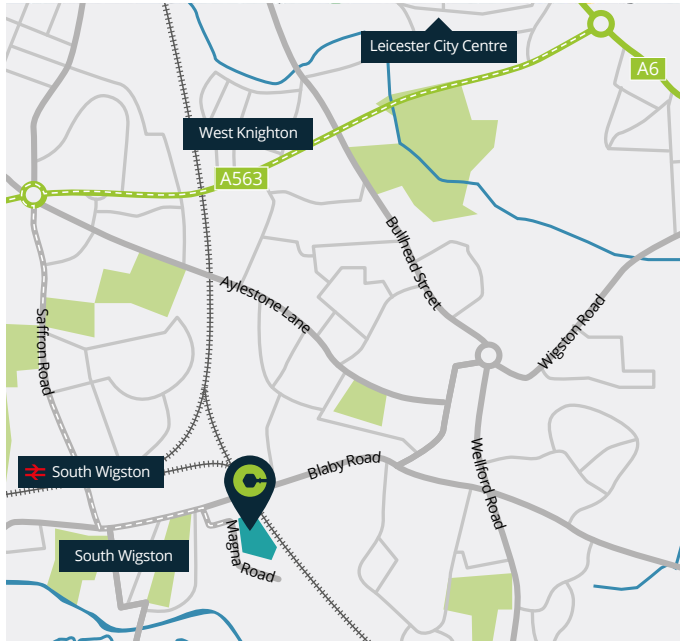 Leicester City Centre
A6
West Knighton
A563
Bullhead Street
Aylestone Lane
Saffron Road
Wigston Road
South Wigston
Blaby Road
Wellford Road
South Wigston
Magna Road